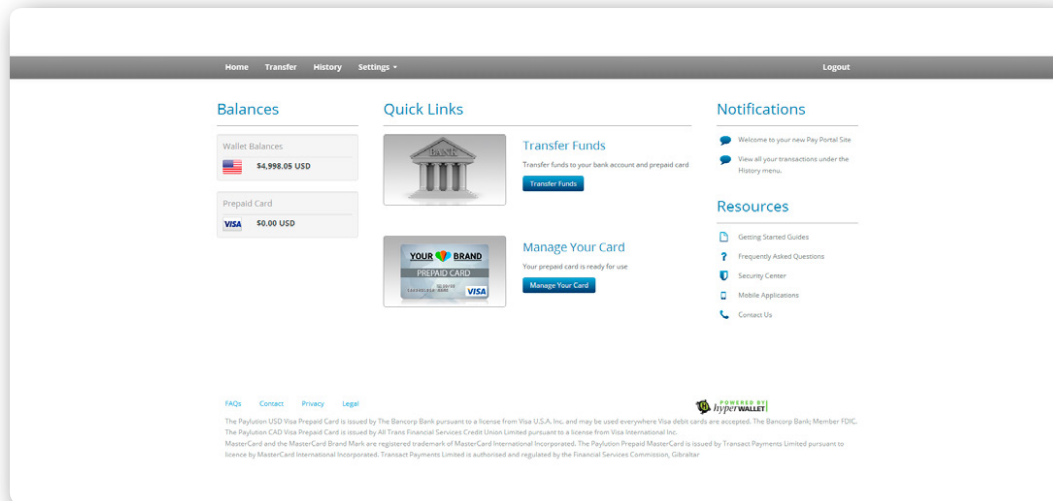 Home Transfer History Settings Logout
Balances
Wallet Balances
$4,998.05 USD
Prepaid Card
VISA $0.00 USD
Quick Links
BANK
Transfer Funds
Transfer funds to your bank account and prepaid card
Transfer Funds
YOUR BRAND
PREPAID CARD
VISA
Manage Your Card
Your prepaid card is ready for use
Manage Your Card
Notifications
Welcome to your new Pay Portal Site
View all your transactions under the
History menu.
Resources
Getting Started Guides
Frequently Asked Questions
Security Center
Mobile Applications
Contact Us
FAQs Contact Privacy Legal
POWERED BY
hyperWALLET
The Paylution USD Visa Prepaid Card is issued by The Bancorp Bank pursuant to a license from Visa U.S.A. Inc. and may be used everywhere Visa debit cards are accepted. The Bancorp Bank; Member FDIC.
The Paylution CAD Visa Prepaid Card is issued by All Trans Financial Services Credit Union Limited pursuant to a license from Visa International Inc.
MasterCard and the MasterCard Brand Mark are registered trademark of MasterCard International Incorporated. The Paylution Prepaid MasterCard is issued by Transact Payments Limited pursuant to
licence by MasterCard International Incorporated. Transact Payments Limited is authorised and regulated by the Financial Services Commission, Gibraltar